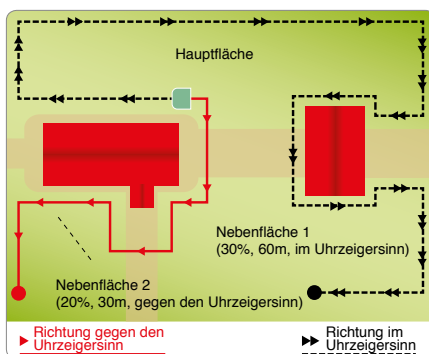 Hauptfläche
Nebenfläche 1
(30%, 60m, im Uhrzeigersinn)
Nebenfläche 2
(20%, 30m, gegen den Uhrzeigersinn)
Richtung gegen den
Uhrzeigersinn
Richtung im
Uhrzeigersinn